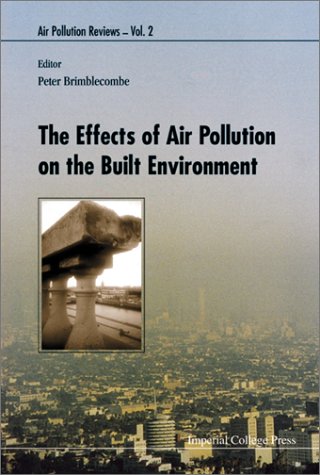 Air Pollution Reviews – Vol. 2
Editor
Peter Brimblecombe
The Effects of Air Pollution
on the Built Environment
Imperial College Press